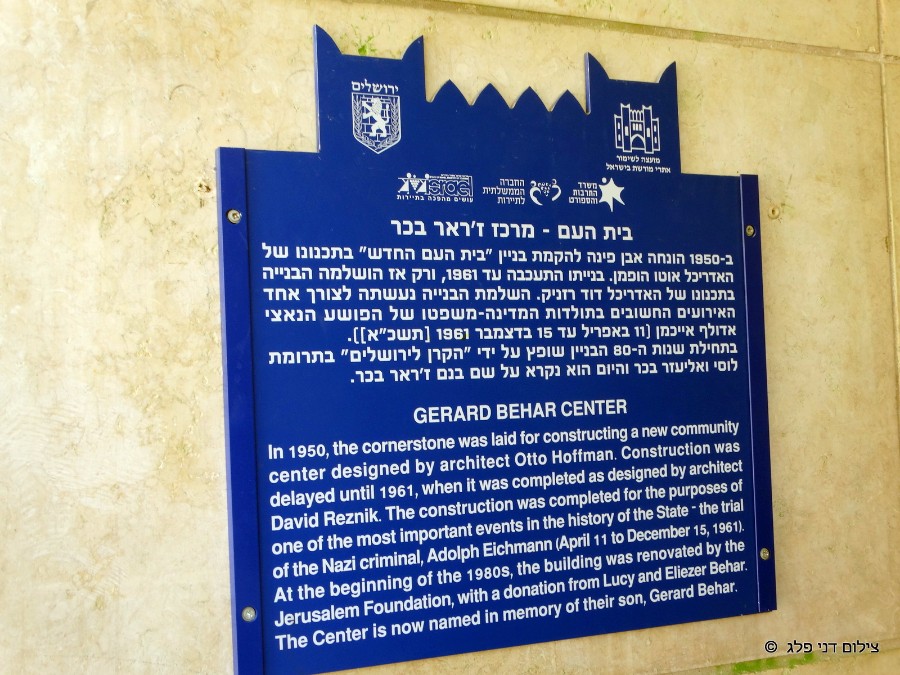 ירושלים
מועצה לשימור
אתרי מורשת בישראל
israel
עושים מהפכה בתיירות
החברה
הממשלתית
לתיירות
משרד
התרבות
והספורט
בית העם - מרכז ז'ראר בכר
ב-1950 הונחה אבן פינה להקמת בניין "בית העם החדש" בתכנונו של
האדריכל אוטו הופמן. בנייתו התעכבה עד 1961, ורק אז הושלמה הבנייה
בתכנונו של האדריכל דוד רזניק. השלמת הבנייה נעשתה לצורך אחד
האירועים החשובים בתולדות המדינה-משפטו של הפושע הנאצי
אדולף אייכמן (11 באפריל עד 15 בדצמבר 1961 [תשכ"א]).
בתחילת שנות ה-80 הבניין שופץ על ידי "הקרן לירושלים" בתרומת
לוסי ואליעזר בכר והיום הוא נקרא על שם בנם ז'ראר בכר.
GERARD BEHAR CENTER
In 1950, the cornerstone was laid for constructing a new community
center designed by architect Otto Hoffman. Construction was
delayed until 1961, when it was completed as designed by architect
David Reznik. The construction was completed for the purposes of
one of the most important events in the history of the State - the trial
of the Nazi criminal, Adolph Eichmann (April 11 to December 15, 1961).
At the beginning of the 1980s, the building was renovated by the
Jerusalem Foundation, with a donation from Lucy and Eliezer Behar.
The Center is now named in memory of their son, Gerard Behar.
© צילום דני פלג